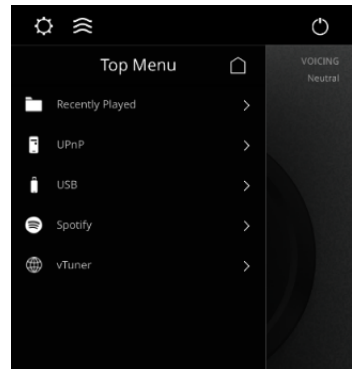 Top Menu
VOICING
Neutral
Recently Played
UPnP
USB
Spotify
vTuner